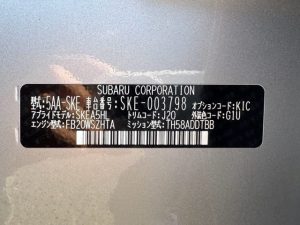 SUBARU CORPORATION
型式:5AA-SKE 車台番号:SKE-003798 オプションコード:KIC
アプライドモデル:SKEA5HL トリムコード:J20 外装色コード:G1U
エンジン型式:FB20WSZHTA ミッション型式:TH58ADDTBB